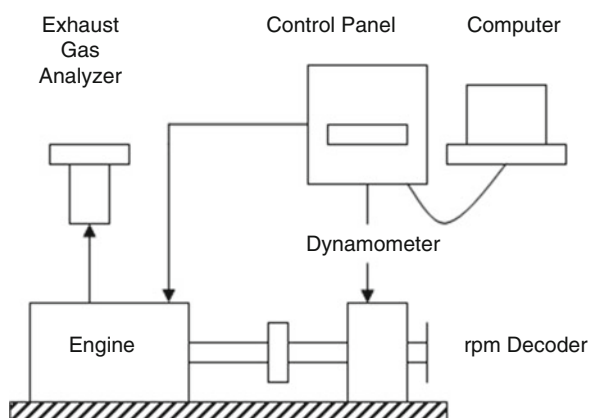 Exhaust
Gas
Analyzer
Control Panel
Computer
Dynamometer
Engine
rpm Decoder